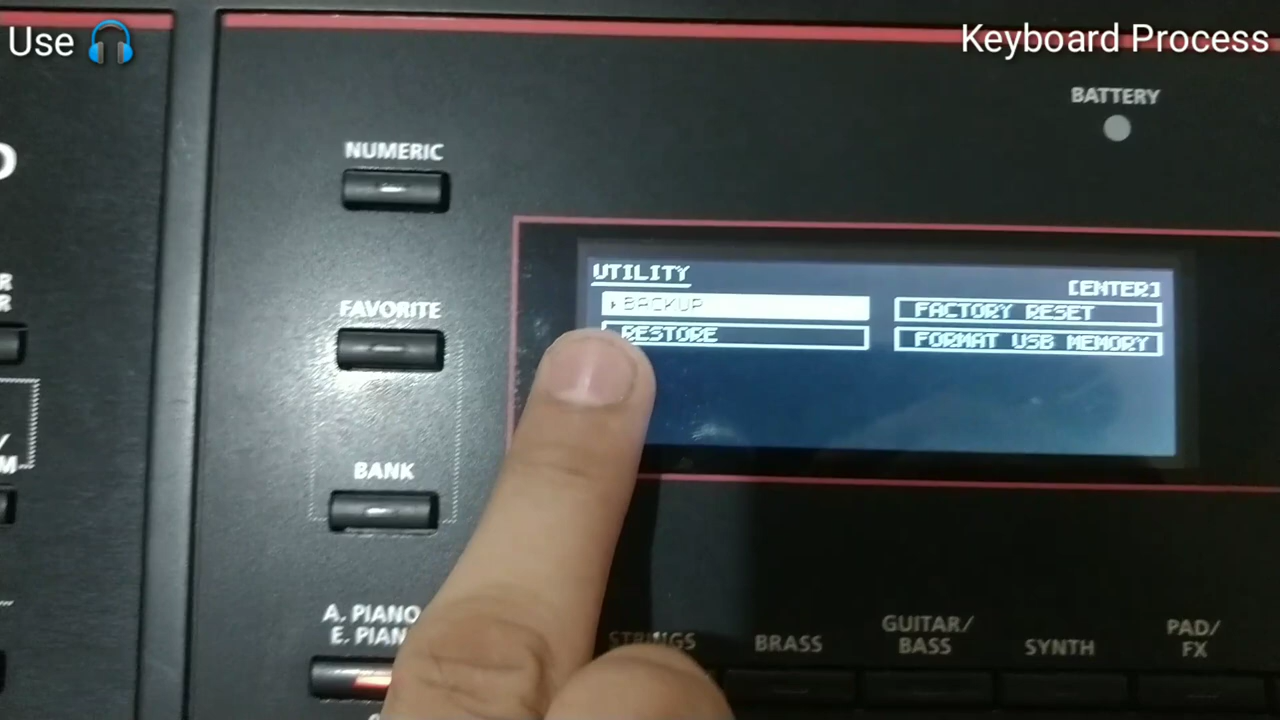 Use 🎧
Keyboard Process
BATTERY
NUMERIC
UTILITY
[ENTER]
BACKUP
FACTORY RESET
RESTORE
FORMAT USB MEMORY
FAVORITE
BANK
A. PIANO
E. PIAN
STRINGS
BRASS
GUITAR/
BASS
SYNTH
PAD/
FX